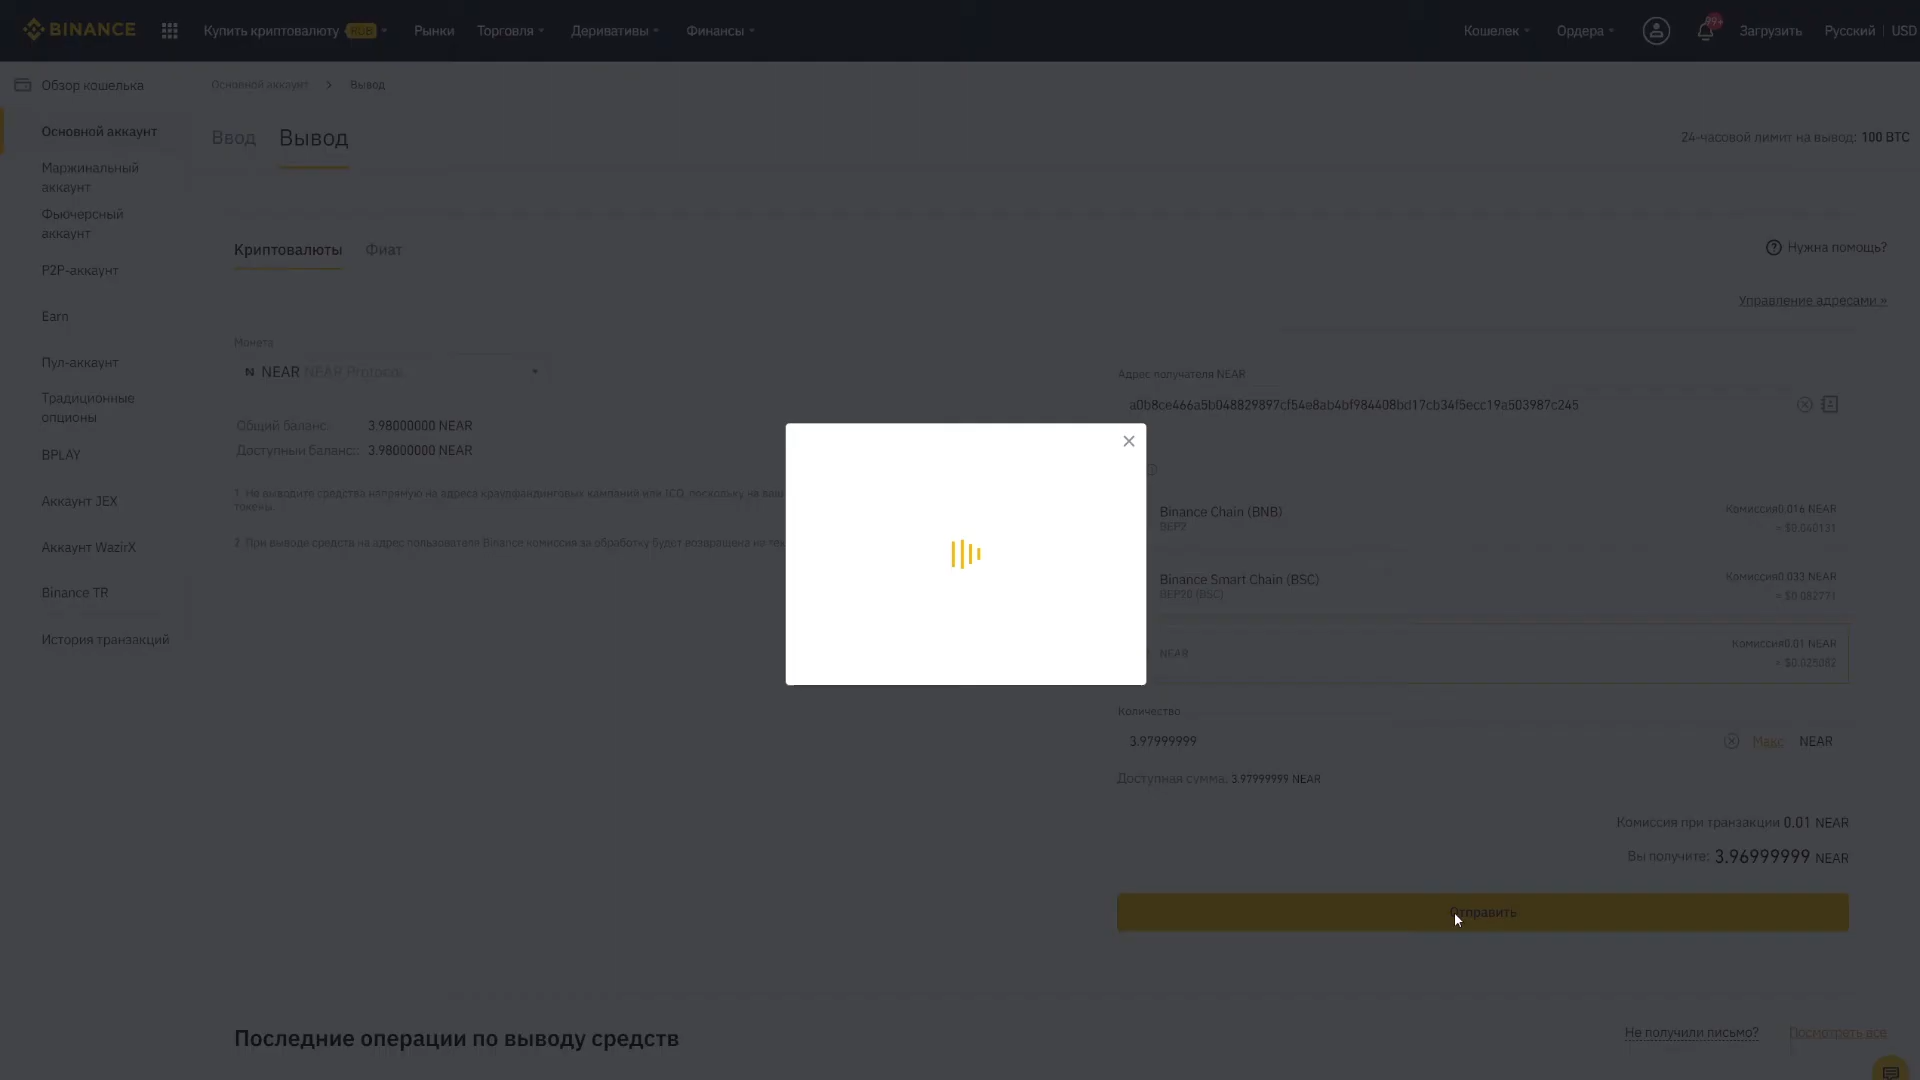 BINANCE
Купить криптовалюту HUB
Рынки
Торговля
Деривативы
Финансы
Кошелек
Ордера
99+
Загрузить
Русский
USD
Обзор кошелька
Основной аккаунт
Маржинальный
аккаунт
Фьючерсный
аккаунт
P2P-аккаунт
Earn
Пул-аккаунт
Традиционные
опционы
BPLAY
Аккаунт JEX
Аккаунт WazirX
Binance TR
История транзакций
Основной аккаунт
Вывод
Ввод
Вывод
24-часовой лимит на вывод: 100 BTC
Криптовалюты
Фиат
Нужна помощь?
Управление адресами »
Монета
NEAR NEAR Protocol
Общий баланс: 3.98000000 NEAR
Доступный баланс:: 3.98000000 NEAR
1. Не выводите средства напрямую на адреса краудфандинговых кампаний или ICO, поскольку на ваш
токены.
2. При выводе средств на адрес пользователя Binance комиссия за обработку будет возвращена на тек
Адрес получателя NEAR
a0b8ce466a5b048829897cf54e8ab4bf984408bd17cb34f5ecc19a503987c245
Binance Chain (BNB)
BEP2
Комиссия0.016 NEAR
≈ $0.040131
Binance Smart Chain (BSC)
BEP20 (BSC)
Комиссия0.033 NEAR
≈ $0.082771
NEAR
Комиссия0.01 NEAR
≈ $0.025082
Количество
3.97999999
Макс
NEAR
Доступная сумма: 3.97999999 NEAR
Комиссия при транзакции 0.01 NEAR
Вы получите: 3.96999999 NEAR
Отправить
Последние операции по выводу средств
Не получили письмо?
Посмотреть все